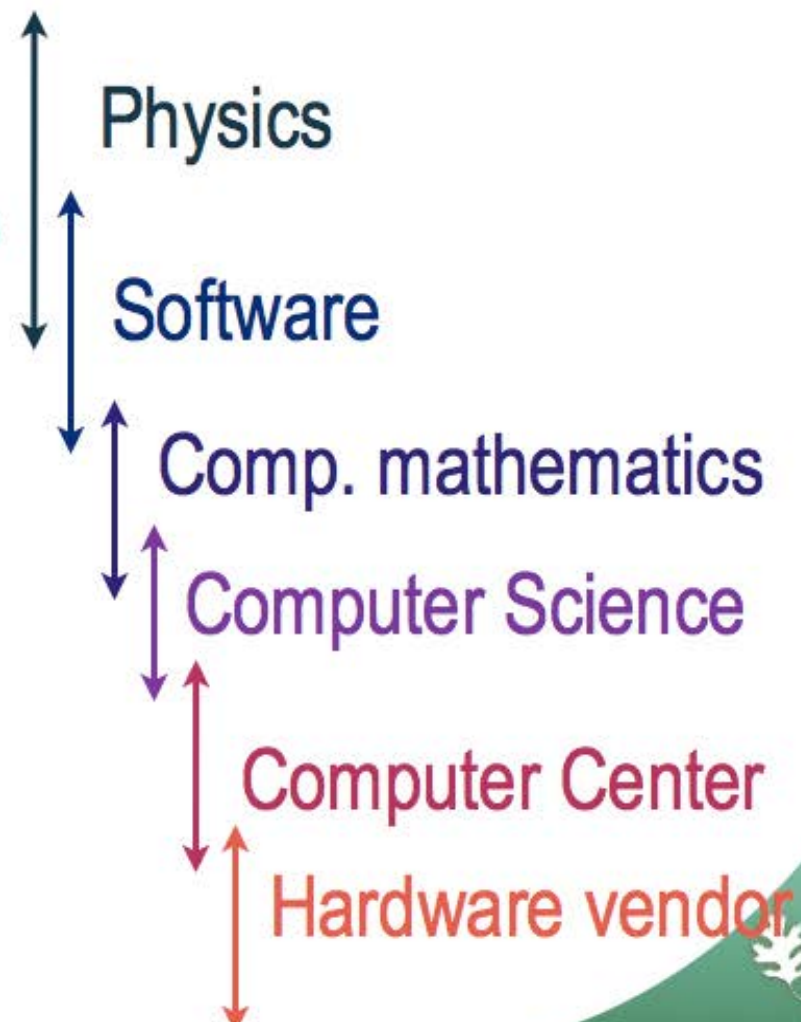 Physics
Software
Comp. mathematics
Computer Science
Computer Center
Hardware vendor